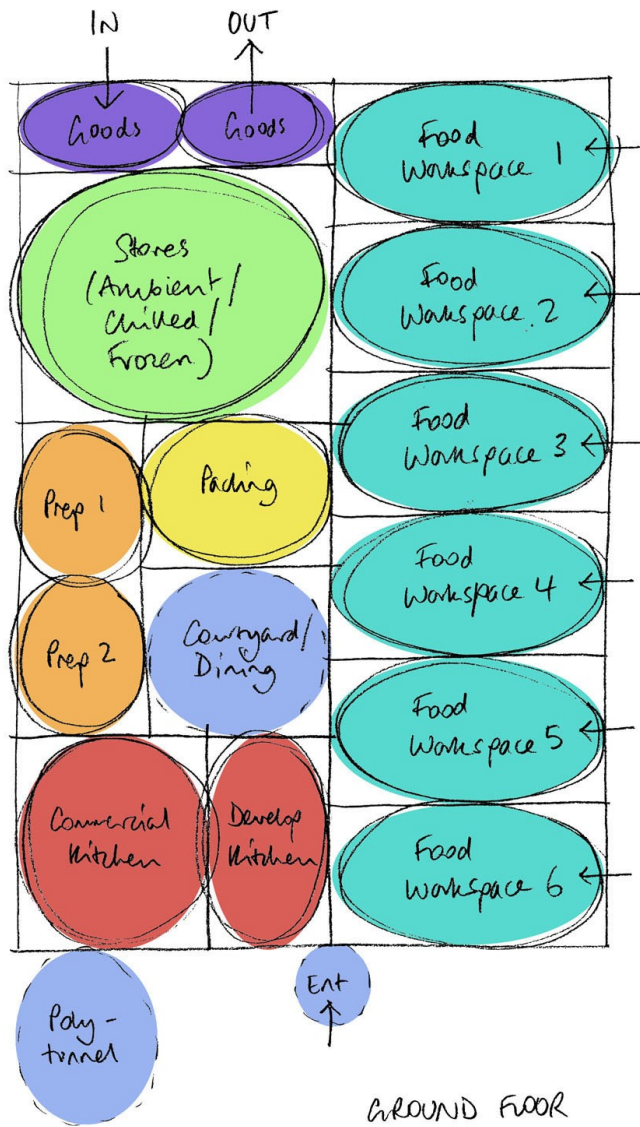 IN
OUT
Goods
Goods
Stores
(Ambient/
Chilled/
Frozen)
Prep 1
Packing
Prep 2
Courtyard/
Dining
Commercial
Kitchen
Develop
Kitchen
Poly-
tunnel
Ent
Food
Workspace 1
Food
Workspace 2
Food
Workspace 3
Food
Workspace 4
Food
Workspace 5
Food
Workspace 6
GROUND FLOOR